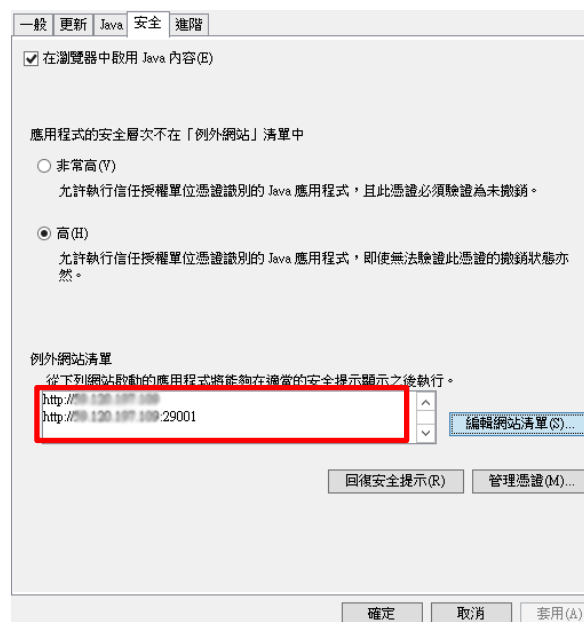 一般 更新 Java 安全 進階
在瀏覽器中啟用 Java 內容(E)
應用程式的安全層次不在「例外網站」清單中
非常高(V)
允許執行信任授權單位憑證識別的 Java 應用程式，且此憑證必須驗證為未撤銷。
高(H)
允許執行信任授權單位憑證識別的 Java 應用程式，即使無法驗證此憑證的撤銷狀態亦
然。
例外網站清單
從下列網站啟動的應用程式將能夠在適當的安全提示顯示之後執行。
http://
http:// :29001
編輯網站清單(S)...
回復安全提示(R) 管理憑證(M)...
確定 取消 套用(A)